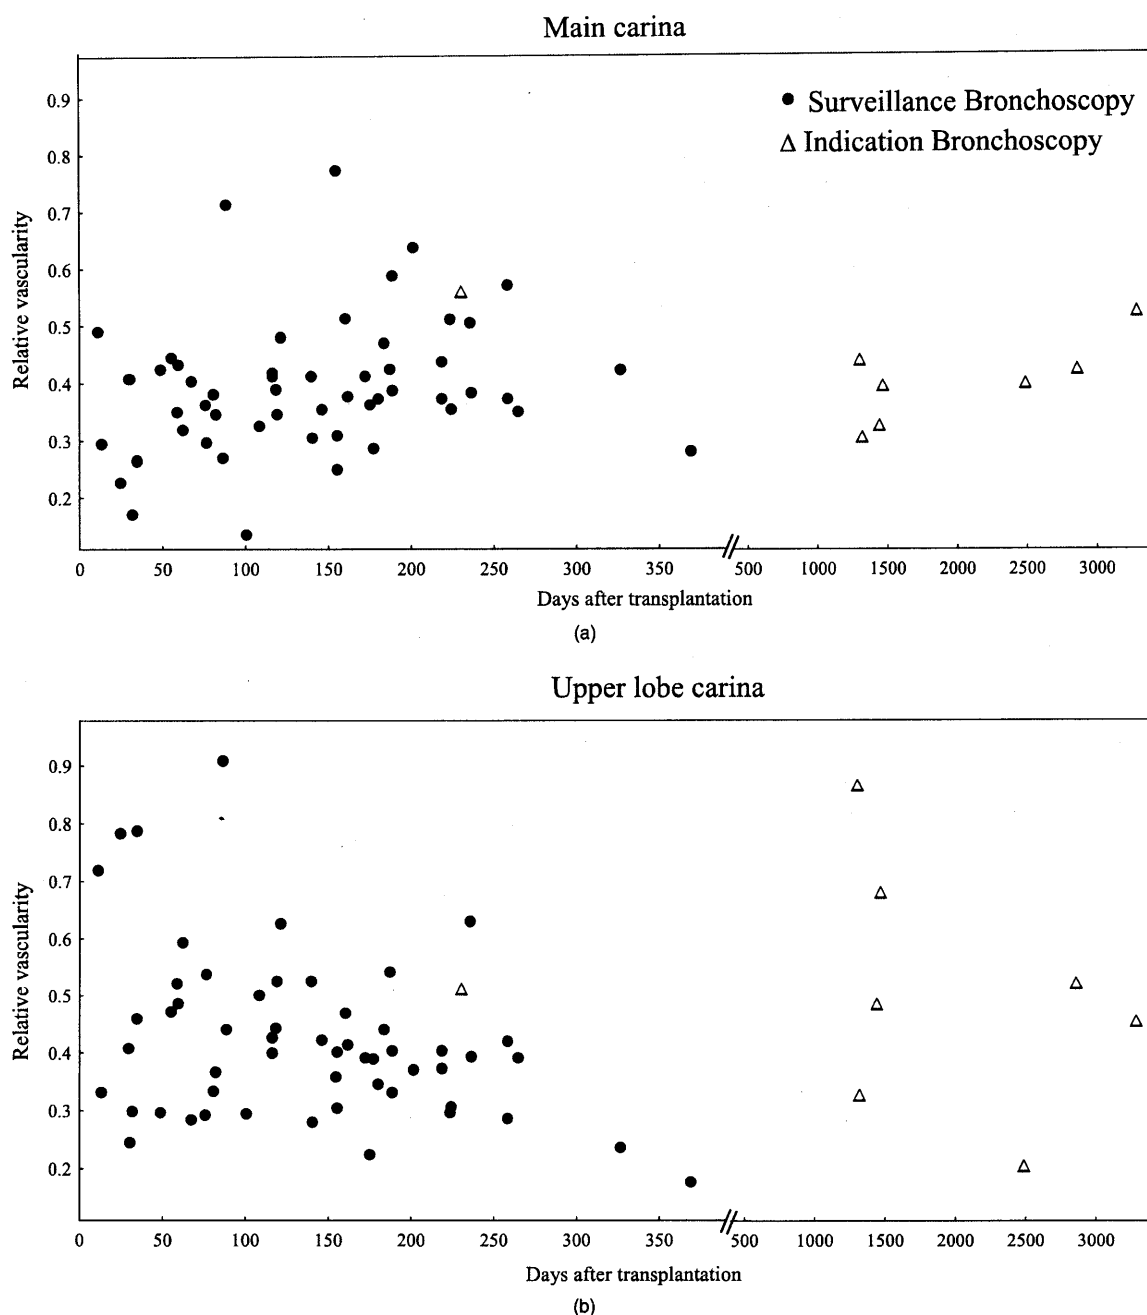 Main carina
Surveillance Bronchoscopy
Indication Bronchoscopy
Relative vascularity
0.9
0.8
0.7
0.6
0.5
0.4
0.3
0.2
0 50 100 150 200 250 300 350 500 1000 1500 2000 2500 3000
Days after transplantation
(a)
Upper lobe carina
Relative vascularity
0.9
0.8
0.7
0.6
0.5
0.4
0.3
0.2
0 50 100 150 200 250 300 350 500 1000 1500 2000 2500 3000
Days after transplantation
(b)